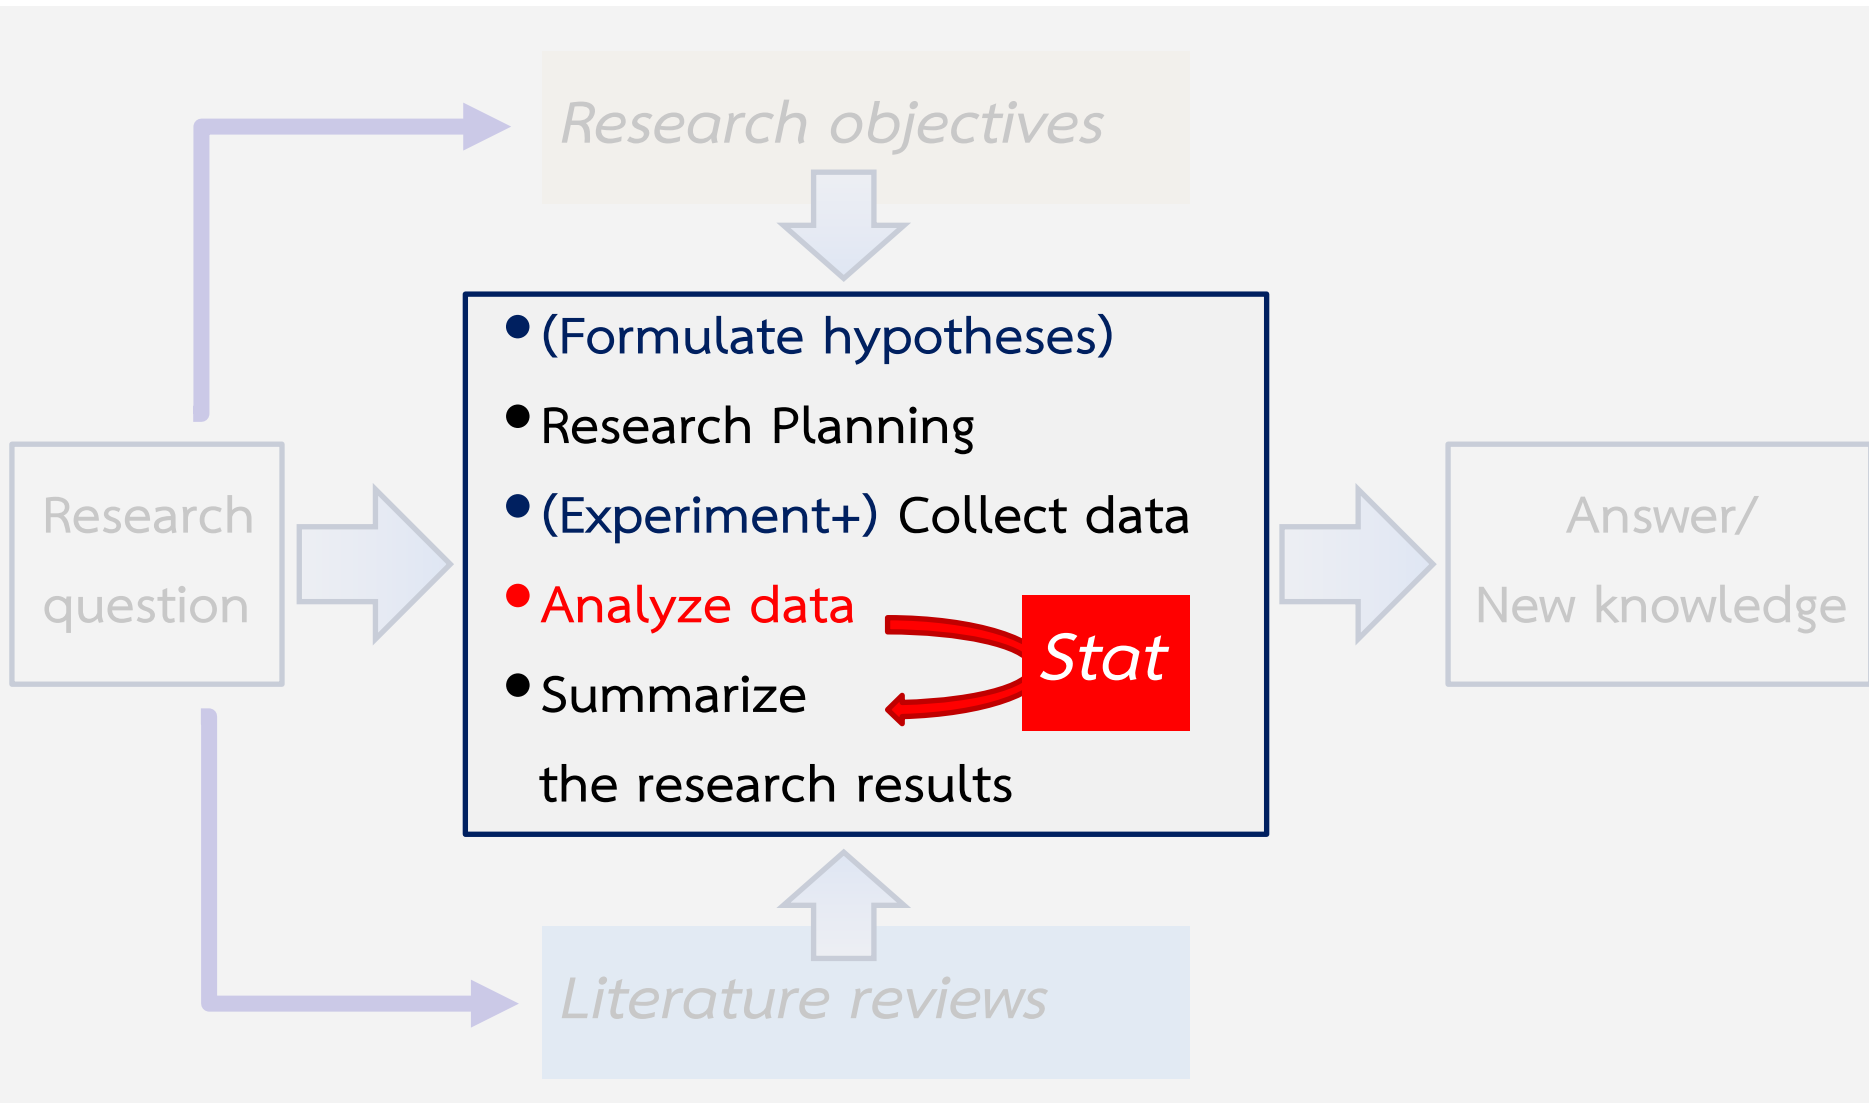 Research objectives
• (Formulate hypotheses)
• Research Planning
• (Experiment+) Collect data
• Analyze data
Stat
• Summarize
the research results
Research
question
Answer/
New knowledge
Literature reviews